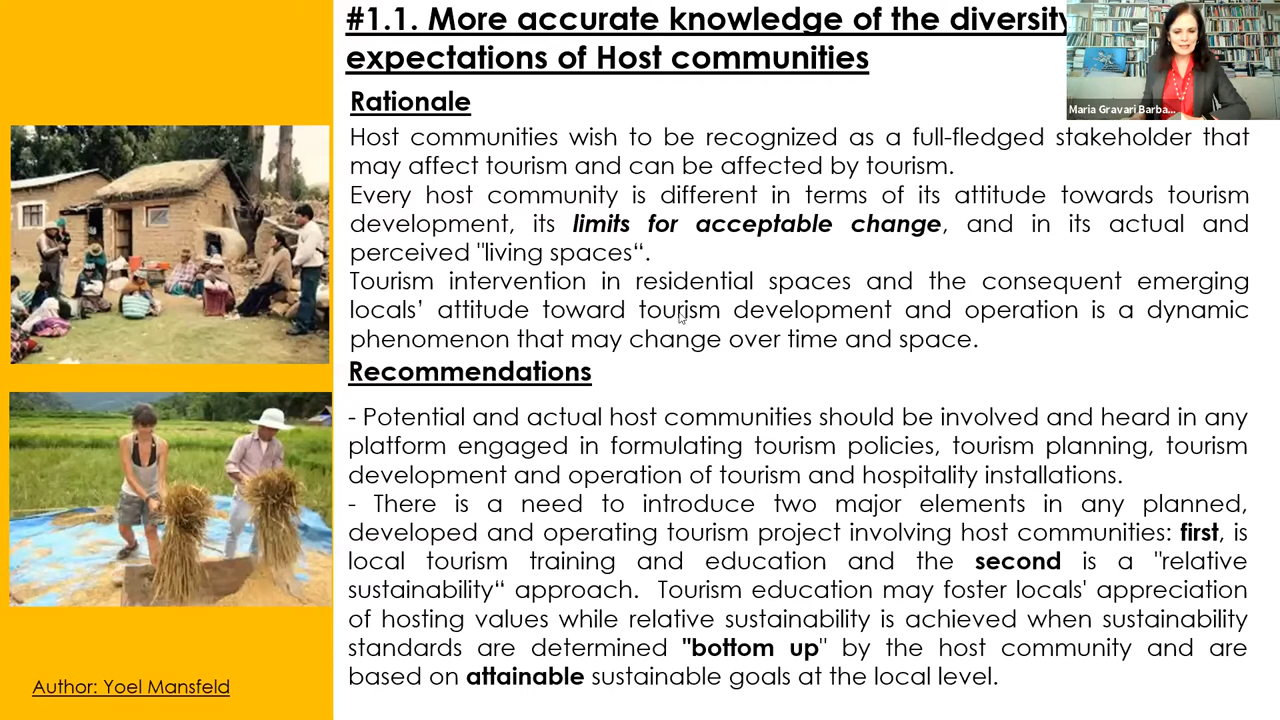 #1.1. More accurate knowledge of the diversity
expectations of Host communities
Maria Gravari Barba...
Rationale
Host communities wish to be recognized as a full-fledged stakeholder that
may affect tourism and can be affected by tourism.
Every host community is different in terms of its attitude towards tourism
development, its limits for acceptable change, and in its actual and
perceived "living spaces“.
Tourism intervention in residential spaces and the consequent emerging
locals’ attitude toward tourism development and operation is a dynamic
phenomenon that may change over time and space.
Recommendations
- Potential and actual host communities should be involved and heard in any
platform engaged in formulating tourism policies, tourism planning, tourism
development and operation of tourism and hospitality installations.
- There is a need to introduce two major elements in any planned,
developed and operating tourism project involving host communities: first, is
local tourism training and education and the second is a "relative
sustainability“ approach. Tourism education may foster locals' appreciation
of hosting values while relative sustainability is achieved when sustainability
standards are determined "bottom up" by the host community and are
based on attainable sustainable goals at the local level.
Author: Yoel Mansfeld